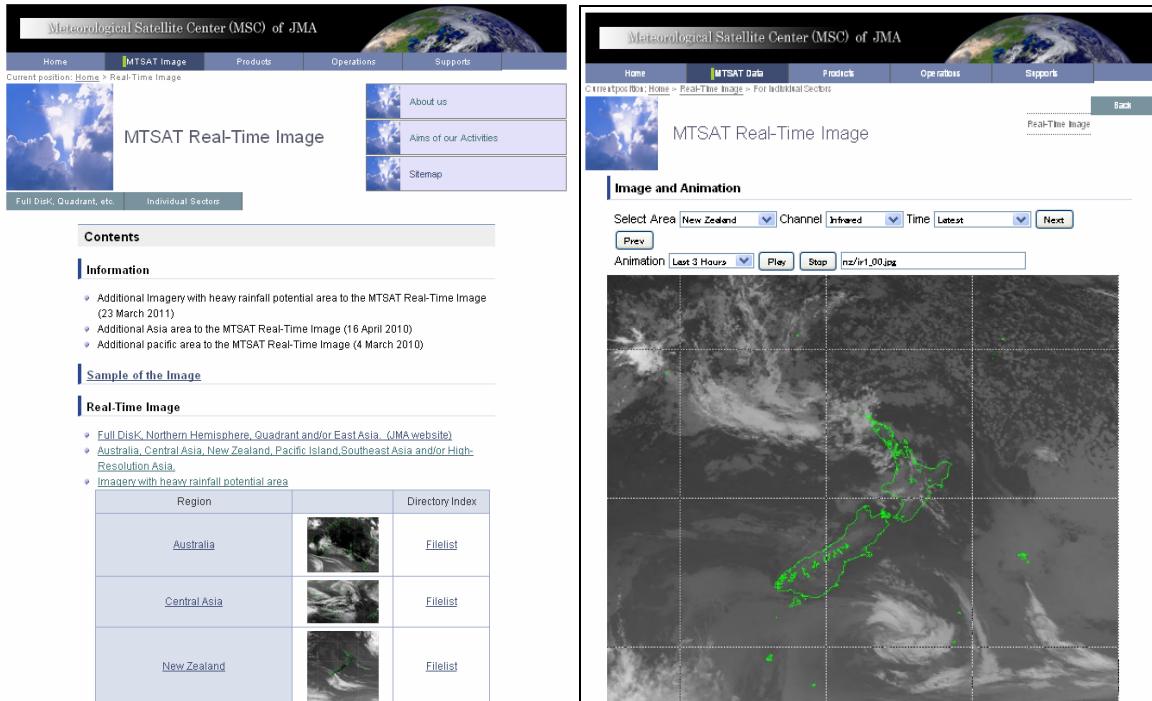 Meteorological Satellite Center (MSC) of JMA
Home MTSAT Image Products Operations Supports
Current position: Home > Real-Time Image
MTSAT Real-Time Image
About us
Aims of our Activities
Sitemap
Full DisK, Quadrant, etc. Individual Sectors
Contents
Information
Additional Imagery with heavy rainfall potential area to the MTSAT Real-Time Image
(23 March 2011)
Additional Asia area to the MTSAT Real-Time Image (16 April 2010)
Additional pacific area to the MTSAT Real-Time Image (4 March 2010)
Sample of the Image
Real-Time Image
Full DisK, Northern Hemisphere, Quadrant and/or East Asia. (JMA website)
Australia, Central Asia, New Zealand, Pacific Island,Southeast Asia and/or High-
Resolution Asia.
Imagery with heavy rainfall potential area
Region Directory Index
Australia Filelist
Central Asia Filelist
New Zealand Filelist
Meteorological Satellite Center (MSC) of JMA
Home MTSAT Data Products Operations Supports
Current position: Home > Real-Time Image > For Individual Sectors
Back
MTSAT Real-Time Image
Real-Time Image
Image and Animation
Select Area New Zealand Channel Infrared Time Latest Next
Prev
Animation Last 3 Hours Play Stop nz/ir1_00.jpg